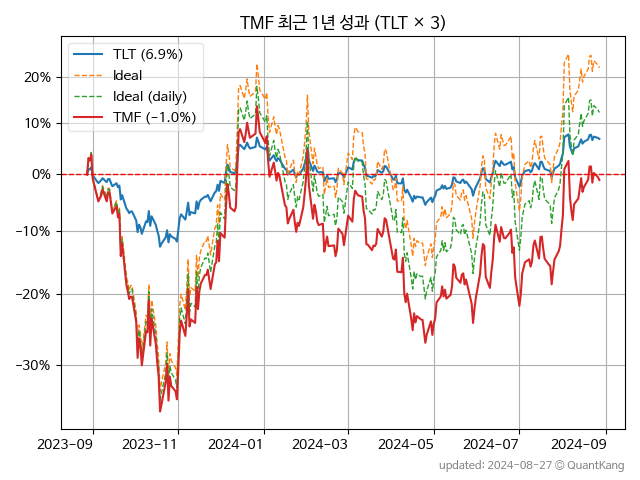 TMF 최근 1년 성과 (TLT × 3)
TLT (6.9%)
Ideal
Ideal (daily)
TMF (−1.0%)
20%
10%
0%
−10%
−20%
−30%
2023-09 2023-11 2024-01 2024-03 2024-05 2024-07 2024-09
updated: 2024-08-27 © QuantKang